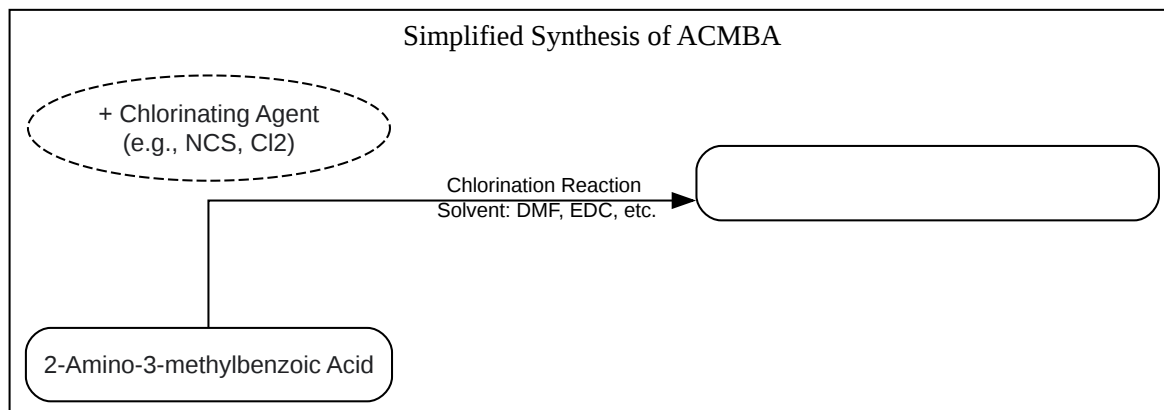 Simplified Synthesis of ACMBA
+ Chlorinating Agent
(e.g., NCS, Cl2)
Chlorination Reaction
Solvent: DMF, EDC, etc.
2-Amino-3-methylbenzoic Acid